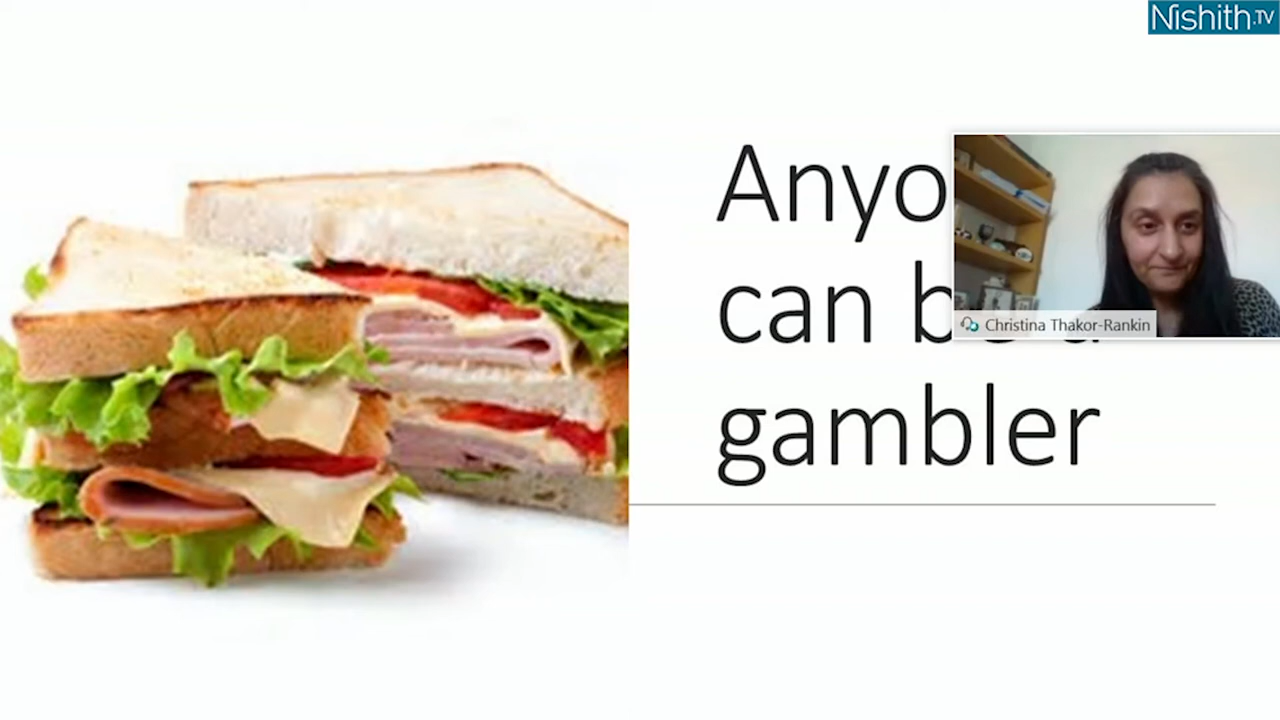 Nishith.TV
Anyo
can b
gambler
Christina Thakor-Rankin